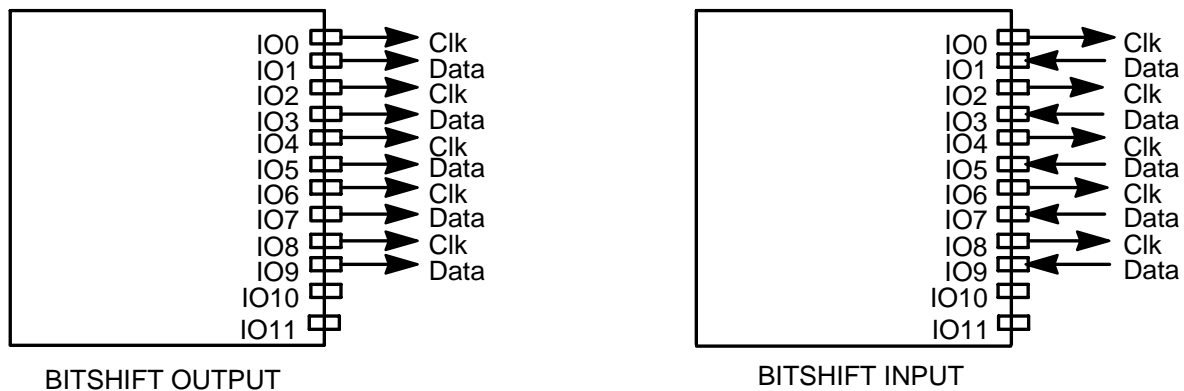 IO0 Clk
IO1 Data
IO2 Clk
IO3 Data
IO4 Clk
IO5 Data
IO6 Clk
IO7 Data
IO8 Clk
IO9 Data
IO10
IO11
BITSHIFT OUTPUT
IO0 Clk
IO1 Data
IO2 Clk
IO3 Data
IO4 Clk
IO5 Data
IO6 Clk
IO7 Data
IO8 Clk
IO9 Data
IO10
IO11
BITSHIFT INPUT